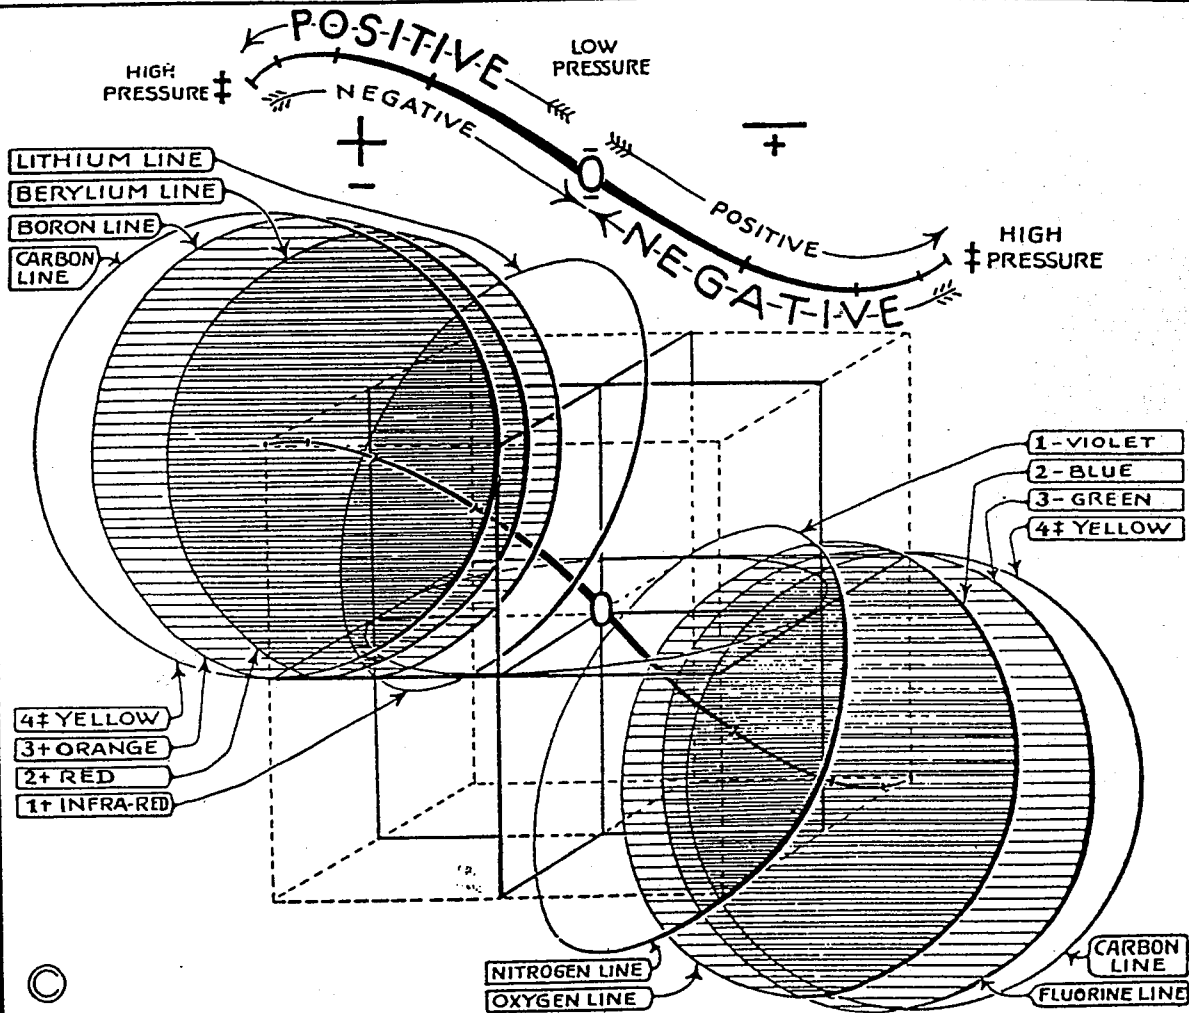 P-O-S-I-T-I-V-E
LOW
PRESSURE
HIGH
PRESSURE ‡
NEGATIVE
+
-
-
+
-
0
-
POSITIVE
N-E-G-A-T-I-V-E
HIGH
‡ PRESSURE
LITHIUM LINE
BERYLIUM LINE
BORON LINE
CARBON
LINE
1-VIOLET
2-BLUE
3-GREEN
4‡ YELLOW
0
4‡ YELLOW
3+ ORANGE
2+ RED
1+ INFRA-RED
NITROGEN LINE
OXYGEN LINE
CARBON
LINE
FLUORINE LINE
©